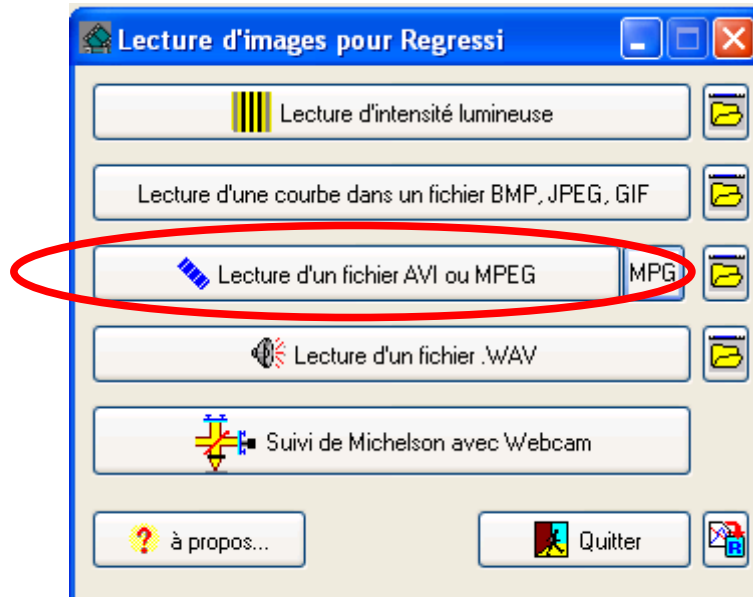 Lecture d'images pour Regressi
Lecture d'intensité lumineuse
Lecture d'une courbe dans un fichier BMP, JPEG, GIF
Lecture d'un fichier AVI ou MPEG MPG
Lecture d'un fichier .WAV
Suivi de Michelson avec Webcam
? à propos... Quitter R